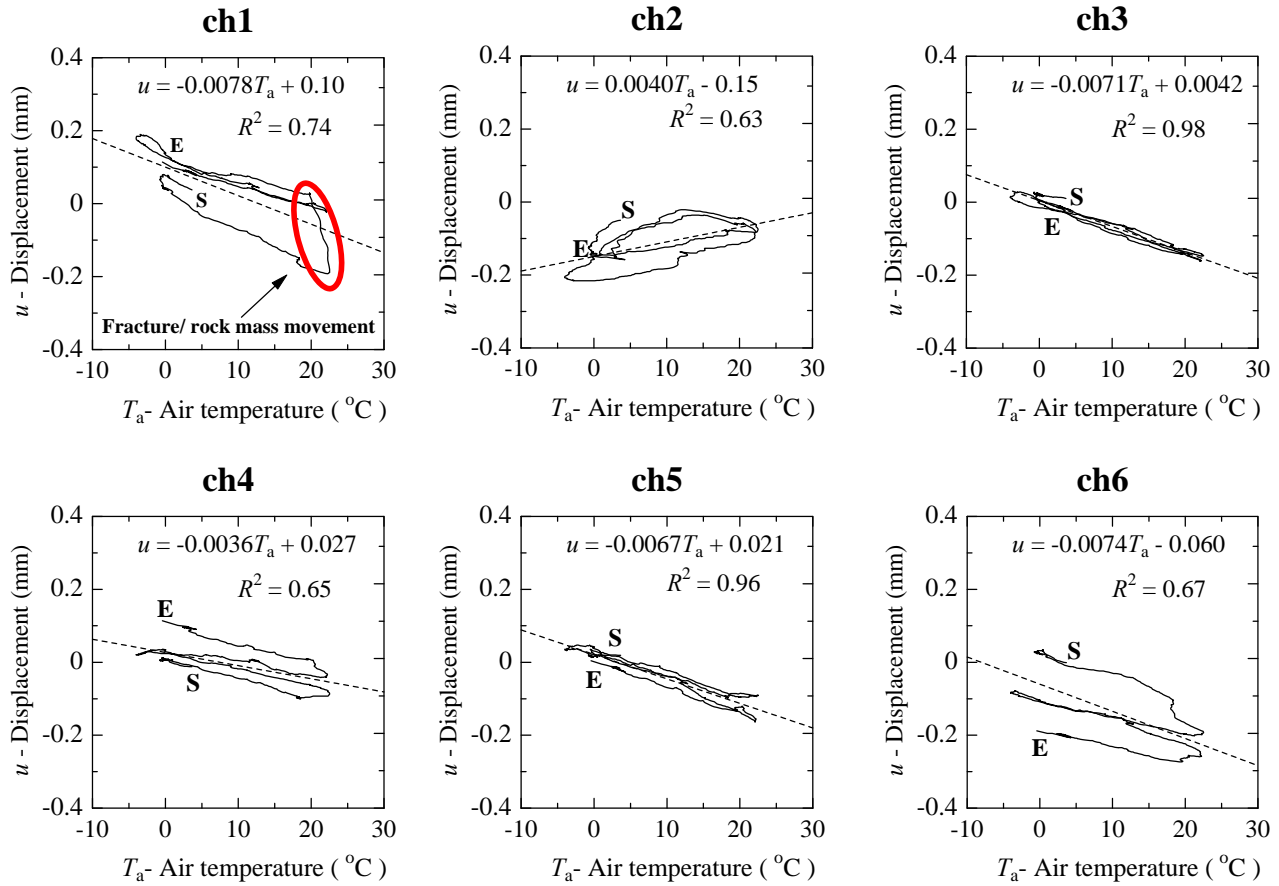 ch1
u = -0.0078Ta + 0.10
R² = 0.74
E
S
Fracture/ rock mass movement
0.4
0.2
0
-0.2
-0.4
-10 0 10 20 30
u - Displacement (mm)
Ta- Air temperature ( °C )
ch2
u = 0.0040Ta - 0.15
R² = 0.63
S
E
0.4
0.2
0
-0.2
-0.4
-10 0 10 20 30
u - Displacement (mm)
Ta- Air temperature ( °C )
ch3
u = -0.0071Ta + 0.0042
R² = 0.98
S
E
0.4
0.2
0
-0.2
-0.4
-10 0 10 20 30
u - Displacement (mm)
Ta- Air temperature ( °C )
ch4
u = -0.0036Ta + 0.027
R² = 0.65
E
S
0.4
0.2
0
-0.2
-0.4
-10 0 10 20 30
u - Displacement (mm)
Ta- Air temperature ( °C )
ch5
u = -0.0067Ta + 0.021
R² = 0.96
S
E
0.4
0.2
0
-0.2
-0.4
-10 0 10 20 30
u - Displacement (mm)
Ta- Air temperature ( °C )
ch6
u = -0.0074Ta - 0.060
R² = 0.67
S
E
0.4
0.2
0
-0.2
-0.4
-10 0 10 20 30
u - Displacement (mm)
Ta- Air temperature ( °C )